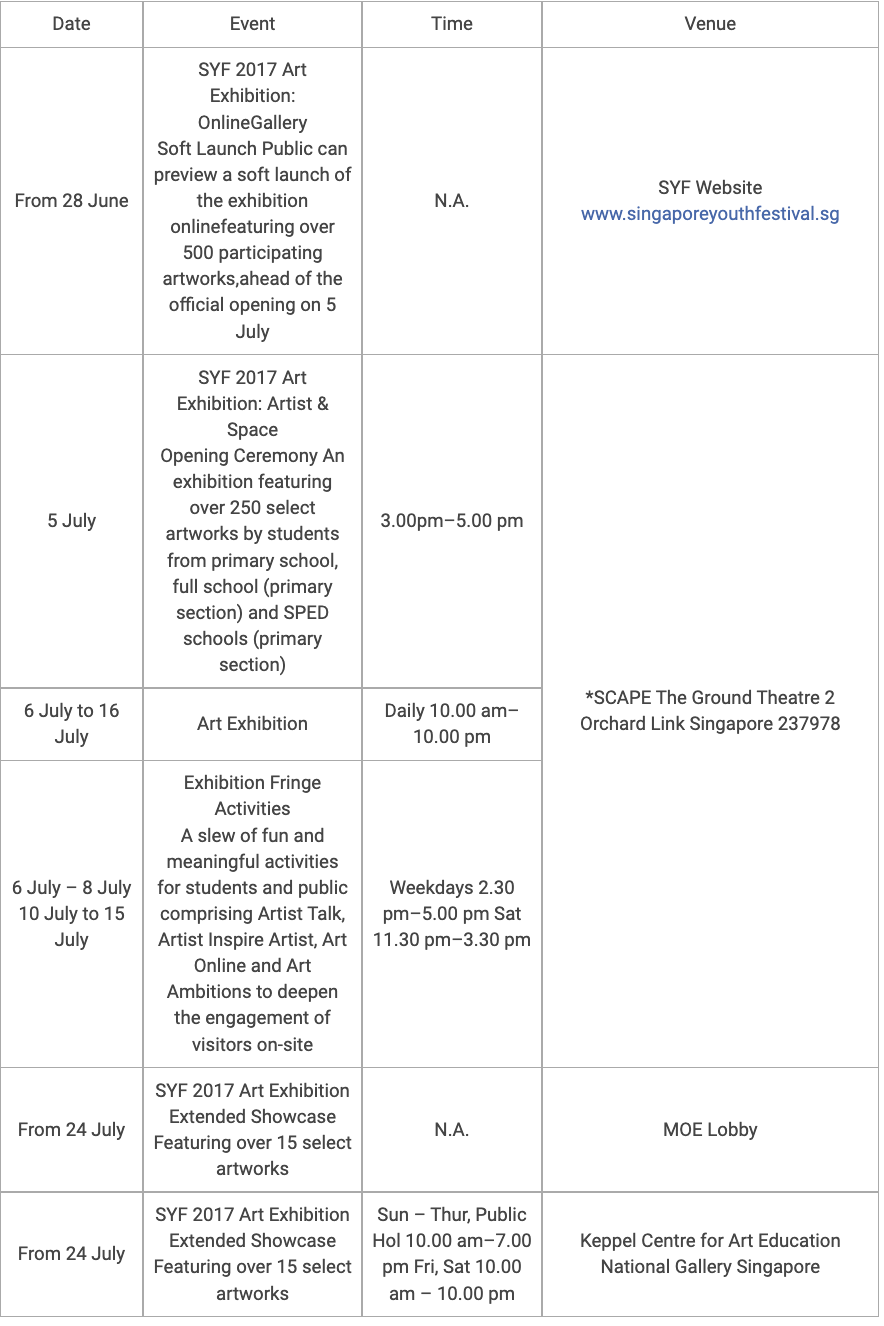 Date
Event
Time
Venue
From 28 June
SYF 2017 Art
Exhibition:
OnlineGallery
Soft Launch Public can
preview a soft launch of
the exhibition
onlinefeaturing over
500 participating
artworks,ahead of the
official opening on 5
July
N.A.
SYF Website
www.singaporeyouthfestival.sg
5 July
SYF 2017 Art
Exhibition: Artist &
Space
Opening Ceremony An
exhibition featuring
over 250 select
artworks by students
from primary school,
full school (primary
section) and SPED
schools (primary
section)
3.00pm–5.00 pm
*SCAPE The Ground Theatre 2
Orchard Link Singapore 237978
6 July to 16
July
Art Exhibition
Daily 10.00 am–
10.00 pm
6 July – 8 July
10 July to 15
July
Exhibition Fringe
Activities
A slew of fun and
meaningful activities
for students and public
comprising Artist Talk,
Artist Inspire Artist, Art
Online and Art
Ambitions to deepen
the engagement of
visitors on-site
Weekdays 2.30
pm–5.00 pm Sat
11.30 pm–3.30 pm
From 24 July
SYF 2017 Art Exhibition
Extended Showcase
Featuring over 15 select
artworks
N.A.
MOE Lobby
From 24 July
SYF 2017 Art Exhibition
Extended Showcase
Featuring over 15 select
artworks
Sun – Thur, Public
Hol 10.00 am–7.00
pm Fri, Sat 10.00
am – 10.00 pm
Keppel Centre for Art Education
National Gallery Singapore